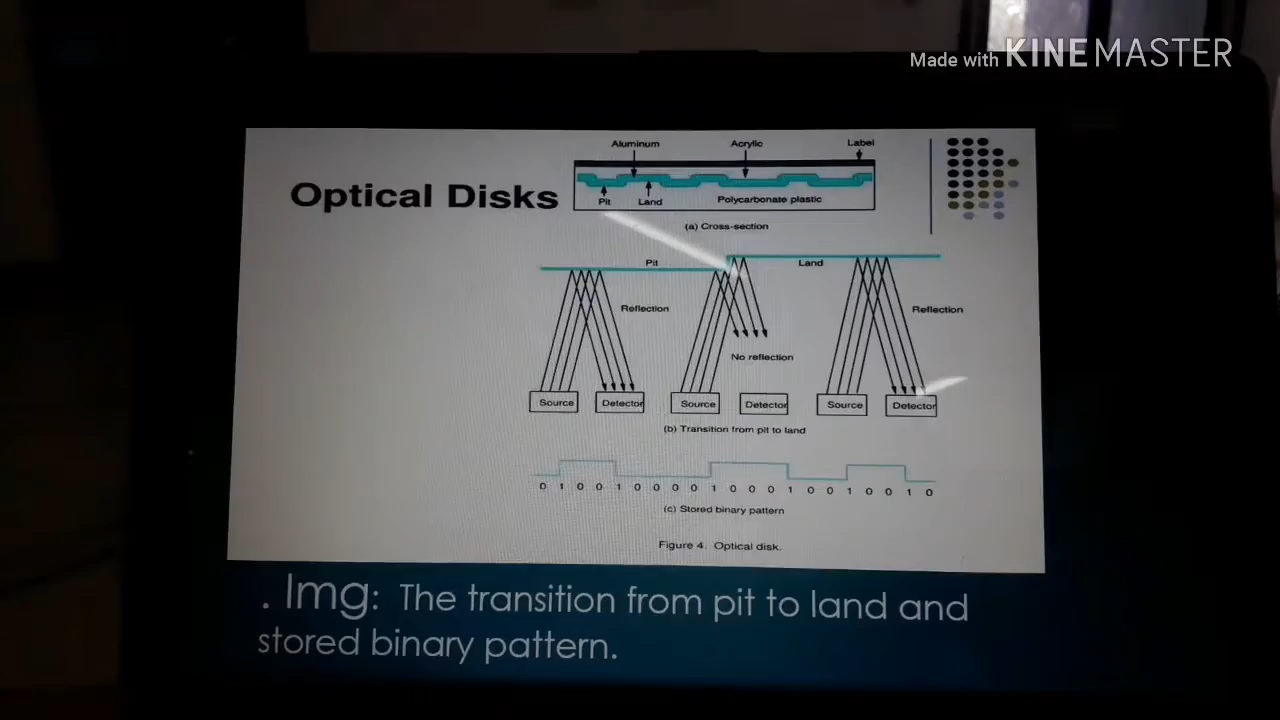 Made with KINEMASTER
Aluminum Acrylic Label
Optical Disks
Pit Land Polycarbonate plastic
(a) Cross-section
Pit Land
Reflection Reflection
No reflection
Source Detector Source Detector Source Detector
(b) Transition from pit to land
0 1 0 0 1 0 0 0 0 1 0 0 0 1 0 0 1 0 0 1 0
(c) Stored binary pattern
Figure 4. Optical disk.
. Img: The transition from pit to land and
stored binary pattern.